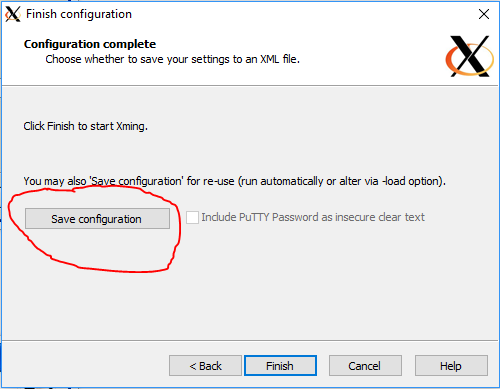 Finish configuration
Configuration complete
Choose whether to save your settings to an XML file.
Click Finish to start Xming.
You may also 'Save configuration' for re-use (run automatically or alter via -load option).
Save configuration
Include PuTTY Password as insecure clear text
< Back
Finish
Cancel
Help